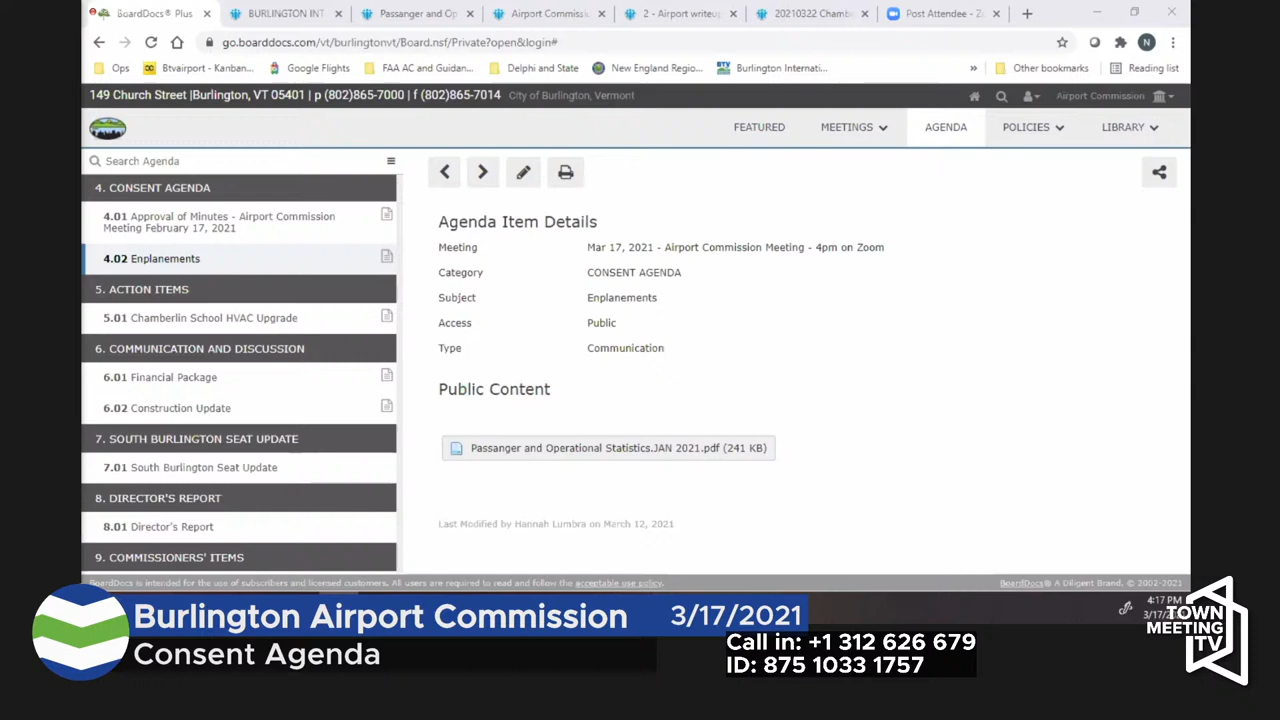 BoardDocs® Plus
BURLINGTON INT
Passanger and Op
Airport Commissio
2 - Airport writeup
20210322 Chambe
Post Attendee - Zo
go.boarddocs.com/vt/burlingtonvt/Board.nsf/Private?open&login#
N
Ops
Btvairport - Kanban...
Google Flights
FAA AC and Guidan...
Delphi and State
New England Regio...
BTV
Burlington Internati...
»
Other bookmarks
Reading list
149 Church Street |Burlington, VT 05401 | p (802)865-7000 | f (802)865-7014
City of Burlington, Vermont
Airport Commission
FEATURED
MEETINGS
AGENDA
POLICIES
LIBRARY
Search Agenda
4. CONSENT AGENDA
4.01 Approval of Minutes - Airport Commission
Meeting February 17, 2021
4.02 Enplanements
5. ACTION ITEMS
5.01 Chamberlin School HVAC Upgrade
6. COMMUNICATION AND DISCUSSION
6.01 Financial Package
6.02 Construction Update
7. SOUTH BURLINGTON SEAT UPDATE
7.01 South Burlington Seat Update
8. DIRECTOR'S REPORT
8.01 Director's Report
9. COMMISSIONERS' ITEMS
Agenda Item Details
Meeting Mar 17, 2021 - Airport Commission Meeting - 4pm on Zoom
Category CONSENT AGENDA
Subject Enplanements
Access Public
Type Communication
Public Content
Passanger and Operational Statistics.JAN 2021.pdf (241 KB)
Last Modified by Hannah Lumbra on March 12, 2021
BoardDocs is intended for the use of subscribers and licensed customers. All users are required to read and follow the acceptable use policy.
BoardDocs® A Diligent Brand. © 2002-2021
4:17 PM
Burlington Airport Commission 3/17/2021
Consent Agenda
Call in: +1 312 626 679
ID: 875 1033 1757
TOWN
MEETING
TV